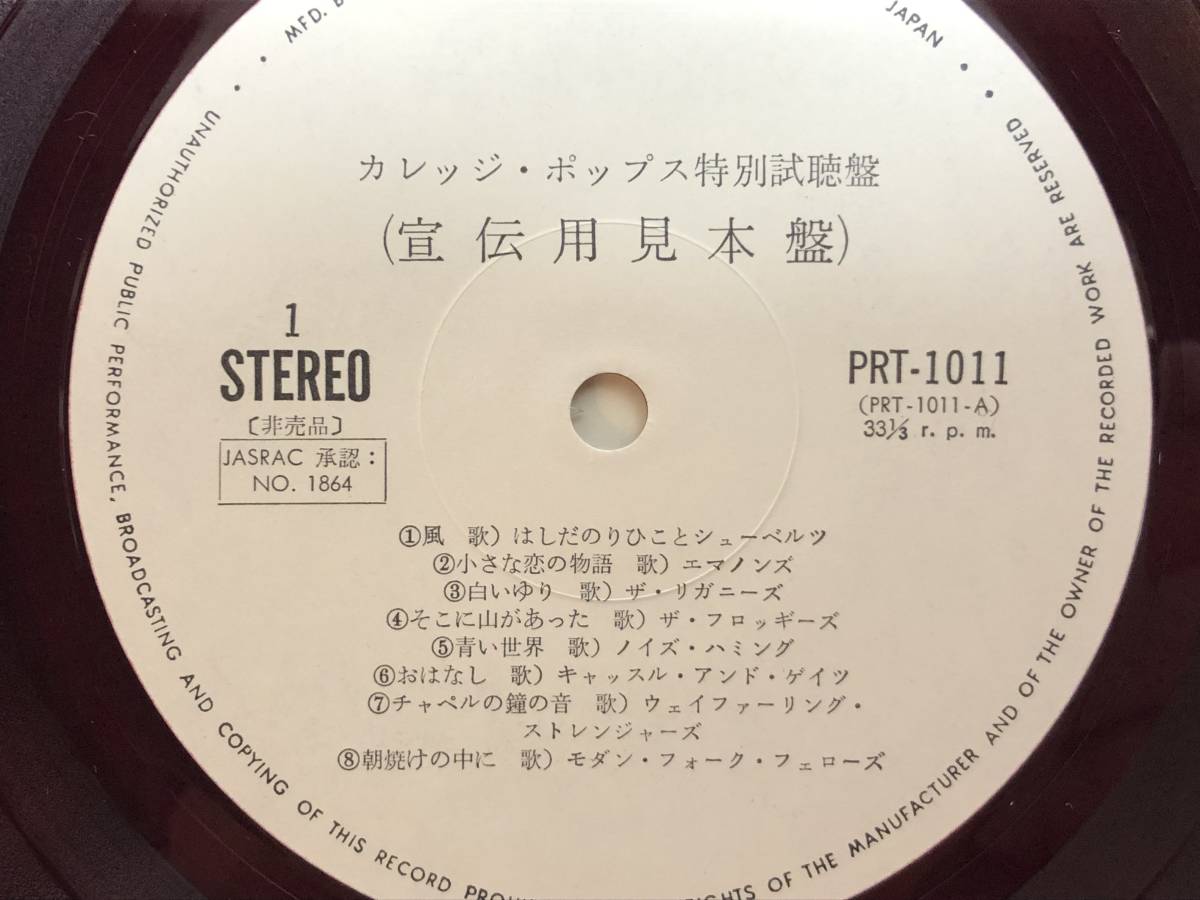 カレッジ・ポップス特別試聴盤
(宣伝用見本盤)
1
STEREO
〔非売品〕
JASRAC 承認:
NO. 1864
PRT-1011
(PRT-1011-A)
33⅓ r. p. m.
①風 歌)はしだのりひことシューベルツ
②小さな恋の物語 歌)エマノンズ
③白いゆり 歌)ザ・リガニーズ
④そこに山があった 歌)ザ・フロッギーズ
⑤青い世界 歌)ノイズ・ハミング
⑥おはなし 歌)キャッスル・アンド・ゲイツ
⑦チャペルの鐘の音 歌)ウェイファーリング・
ストレンジャーズ
⑧朝焼けの中に 歌)モダン・フォーク・フェローズ
MFD. JAPAN •
• UNAUTHORIZED PUBLIC PERFORMANCE, BROADCASTING AND COPYING OF THIS RECORD OF THE MANUFACTURER AND OF THE OWNER OF THE RECORDED WORK ARE RESERVED •